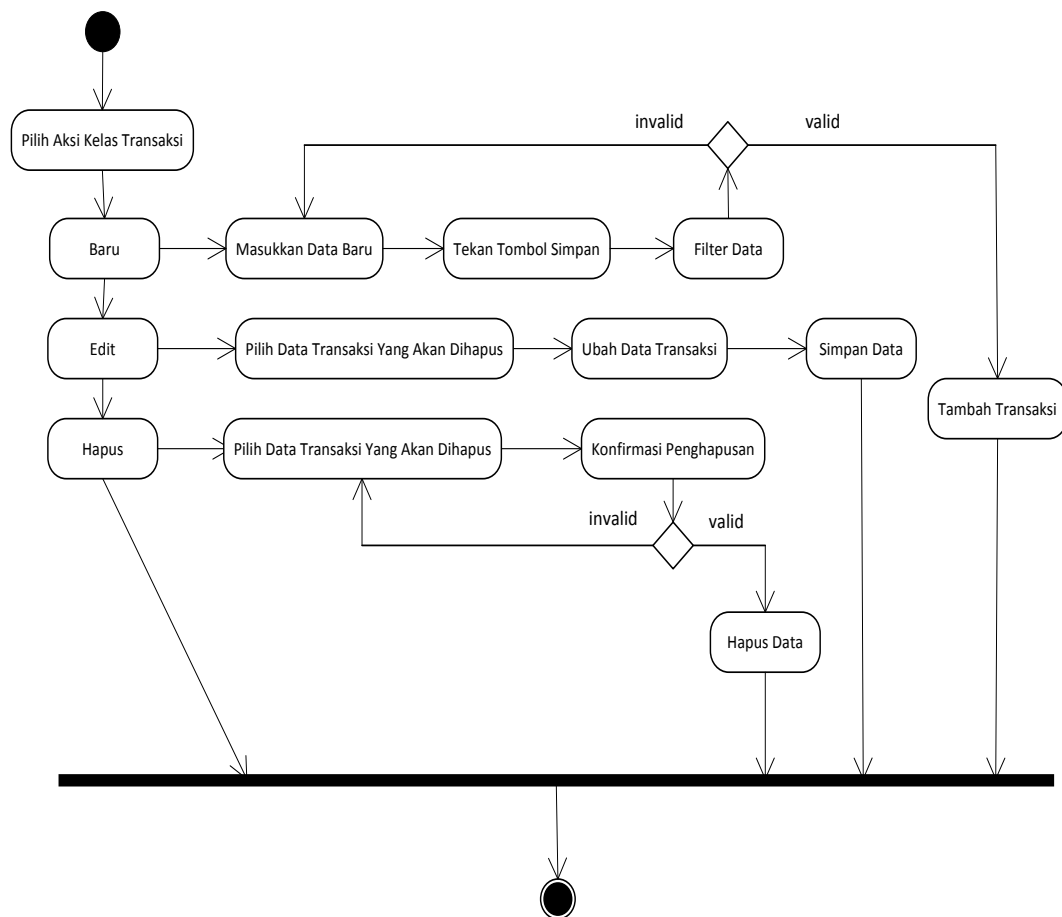 Pilih Aksi Kelas Transaksi
invalid
valid
Baru
Masukkan Data Baru
Tekan Tombol Simpan
Filter Data
Edit
Pilih Data Transaksi Yang Akan Dihapus
Ubah Data Transaksi
Simpan Data
Tambah Transaksi
Hapus
Pilih Data Transaksi Yang Akan Dihapus
Konfirmasi Penghapusan
invalid
valid
Hapus Data